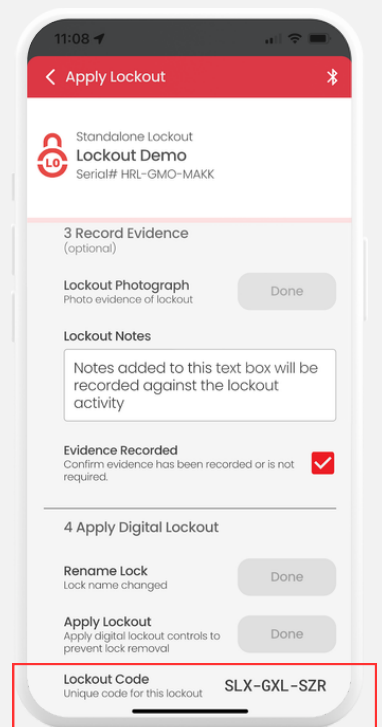 11:08
Apply Lockout
Standalone Lockout
LO
Lockout Demo
Serial# HRL-GMO-MAKK
3 Record Evidence
(optional)
Lockout Photograph
Photo evidence of lockout
Done
Lockout Notes
Notes added to this text box will be
recorded against the lockout
activity
Evidence Recorded
Confirm evidence has been recorded or is not
required.
4 Apply Digital Lockout
Rename Lock
Lock name changed
Done
Apply Lockout
Apply digital lockout controls to
prevent lock removal
Done
Lockout Code
Unique code for this lockout
SLX-GXL-SZR